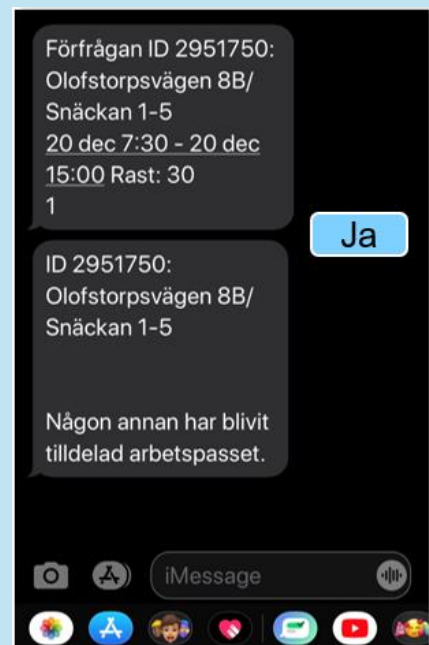 Förfrågan ID 2951750:
Olofstorpsvägen 8B/
Snäckan 1-5
20 dec 7:30 - 20 dec
15:00 Rast: 30
1
Ja
ID 2951750:
Olofstorpsvägen 8B/
Snäckan 1-5
Någon annan har blivit
tilldelad arbetspasset.
iMessage